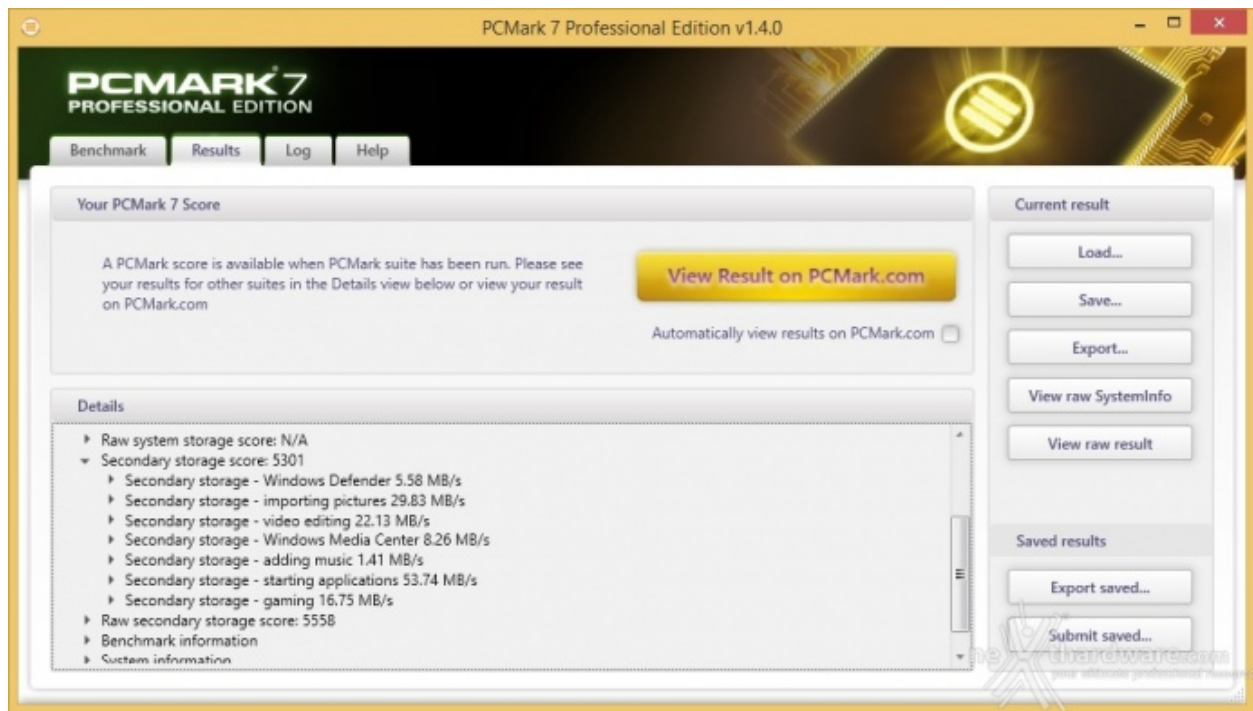 PCMark 7 Professional Edition v1.4.0
PCMARK 7
PROFESSIONAL EDITION
Benchmark Results Log Help
Your PCMark 7 Score
A PCMark score is available when PCMark suite has been run. Please see
your results for other suites in the Details view below or view your result
on PCMark.com
View Result on PCMark.com
Automatically view results on PCMark.com
Details
Raw system storage score: N/A
Secondary storage score: 5301
Secondary storage - Windows Defender 5.58 MB/s
Secondary storage - importing pictures 29.83 MB/s
Secondary storage - video editing 22.13 MB/s
Secondary storage - Windows Media Center 8.26 MB/s
Secondary storage - adding music 1.41 MB/s
Secondary storage - starting applications 53.74 MB/s
Secondary storage - gaming 16.75 MB/s
Raw secondary storage score: 5558
Benchmark information
System information
Current result
Load...
Save...
Export...
View raw SystemInfo
View raw result
Saved results
Export saved...
Submit saved...